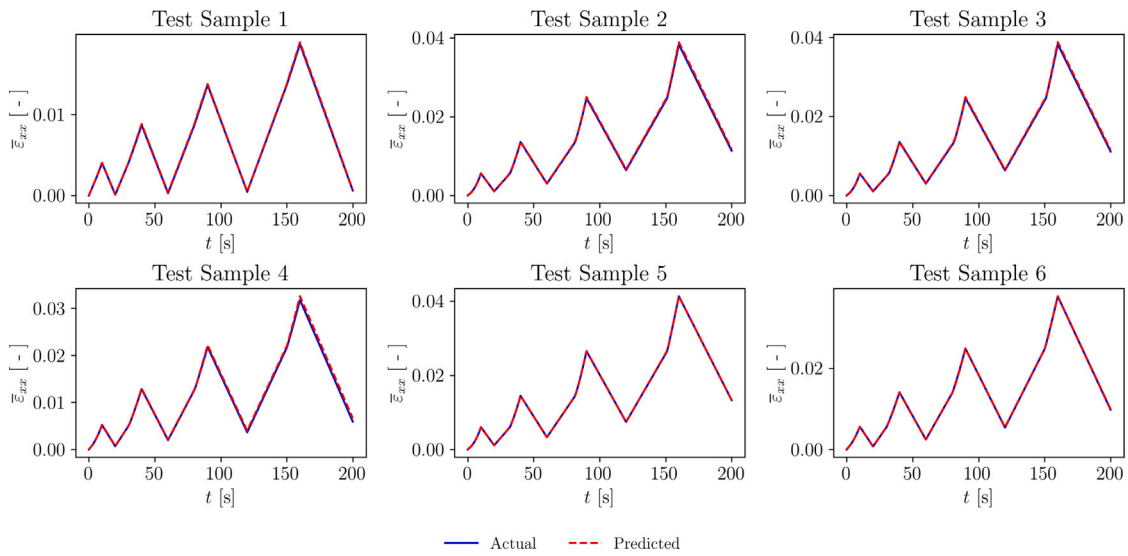 Test Sample 1
Test Sample 2
Test Sample 3
0.01
0.00
0.04
0.02
0.00
0.04
0.02
0.00
ε̅xx [ - ]
ε̅xx [ - ]
ε̅xx [ - ]
0 50 100 150 200
0 50 100 150 200
0 50 100 150 200
t [s]
t [s]
t [s]
Test Sample 4
Test Sample 5
Test Sample 6
0.03
0.02
0.01
0.00
0.04
0.02
0.00
0.02
0.00
ε̅xx [ - ]
ε̅xx [ - ]
ε̅xx [ - ]
0 50 100 150 200
0 50 100 150 200
0 50 100 150 200
t [s]
t [s]
t [s]
Actual
Predicted